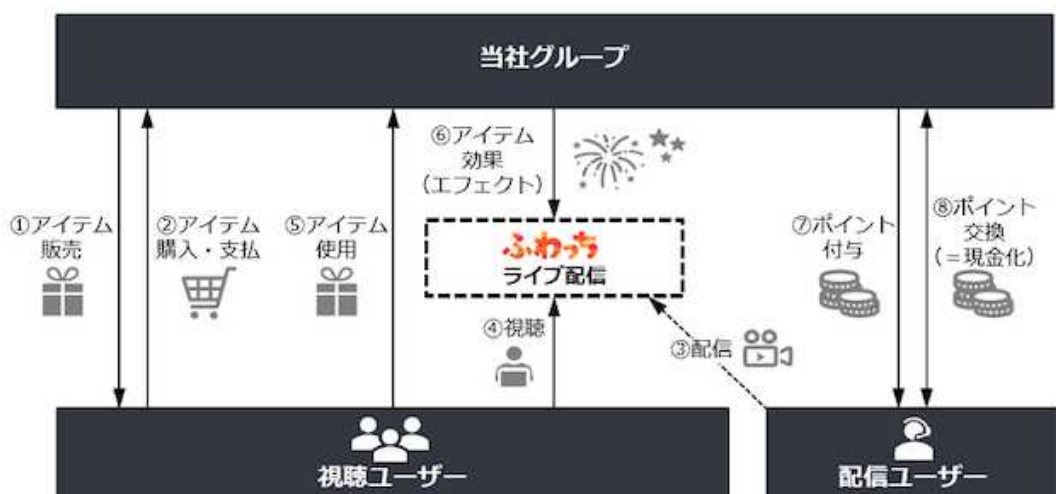 当社グループ
①アイテム
販売
②アイテム
購入・支払
⑤アイテム
使用
⑥アイテム
効果
（エフェクト）
ふわっち
ライブ配信
④視聴
③配信
⑦ポイント
付与
⑧ポイント
交換
（＝現金化）
視聴ユーザー
配信ユーザー